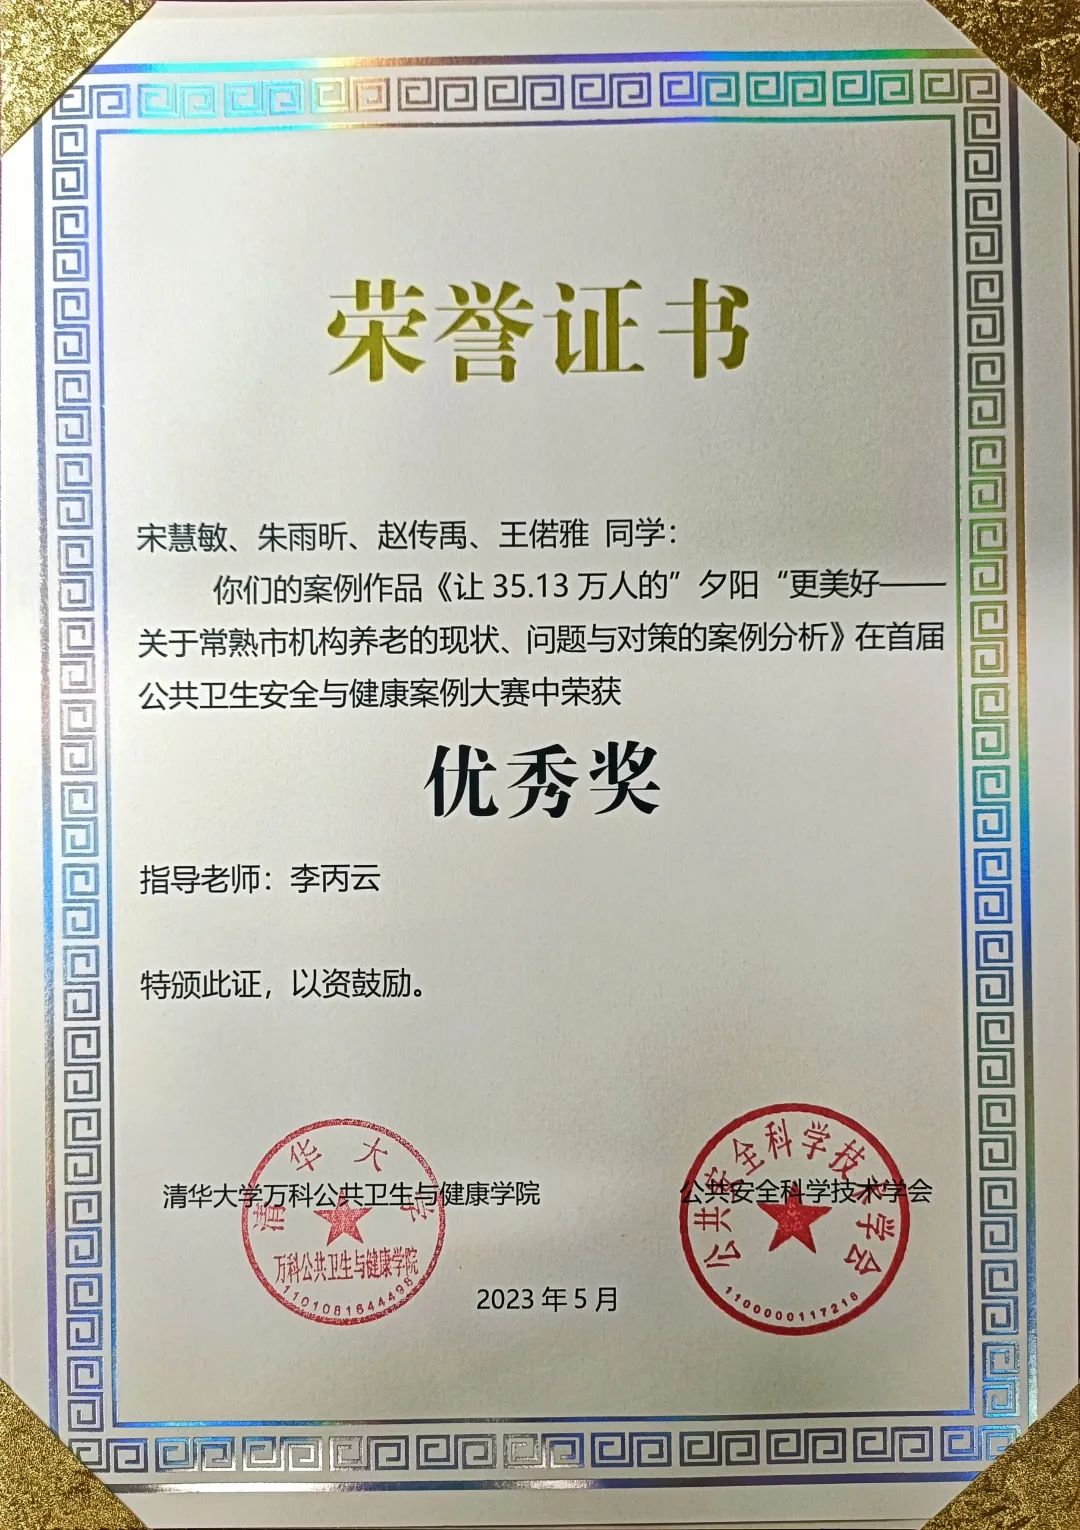 荣誉证书
宋慧敏、朱雨昕、赵传禹、王偌雅 同学：
你们的案例作品《让 35.13 万人的”夕阳“更美好——
关于常熟市机构养老的现状、问题与对策的案例分析》在首届
公共卫生安全与健康案例大赛中荣获
优秀奖
指导老师：李丙云
特颁此证，以资鼓励。
清华大学万科公共卫生与健康学院
公共安全科学技术学会
2023 年 5 月
清华大学
万科公共卫生与健康学院
1101081644498
公共安全科学技术学会
1100000117218